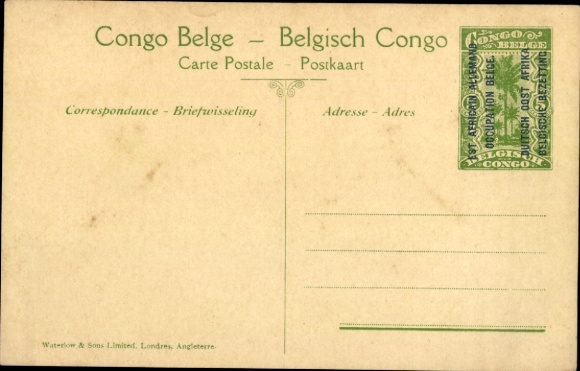 Congo Belge – Belgisch Congo
Carte Postale - Postkaart
Correspondance - Briefwisseling
Adresse - Adres
CONGO
BELGE
EST AFRICAIN ALLEMAND
OCCUPATION BELGE.
DUITSCH OOST AFRIKA
BELGISCHE BEZETTING.
BELGISCH
CONGO
Waterlow & Sons Limited, Londres, Angleterre.